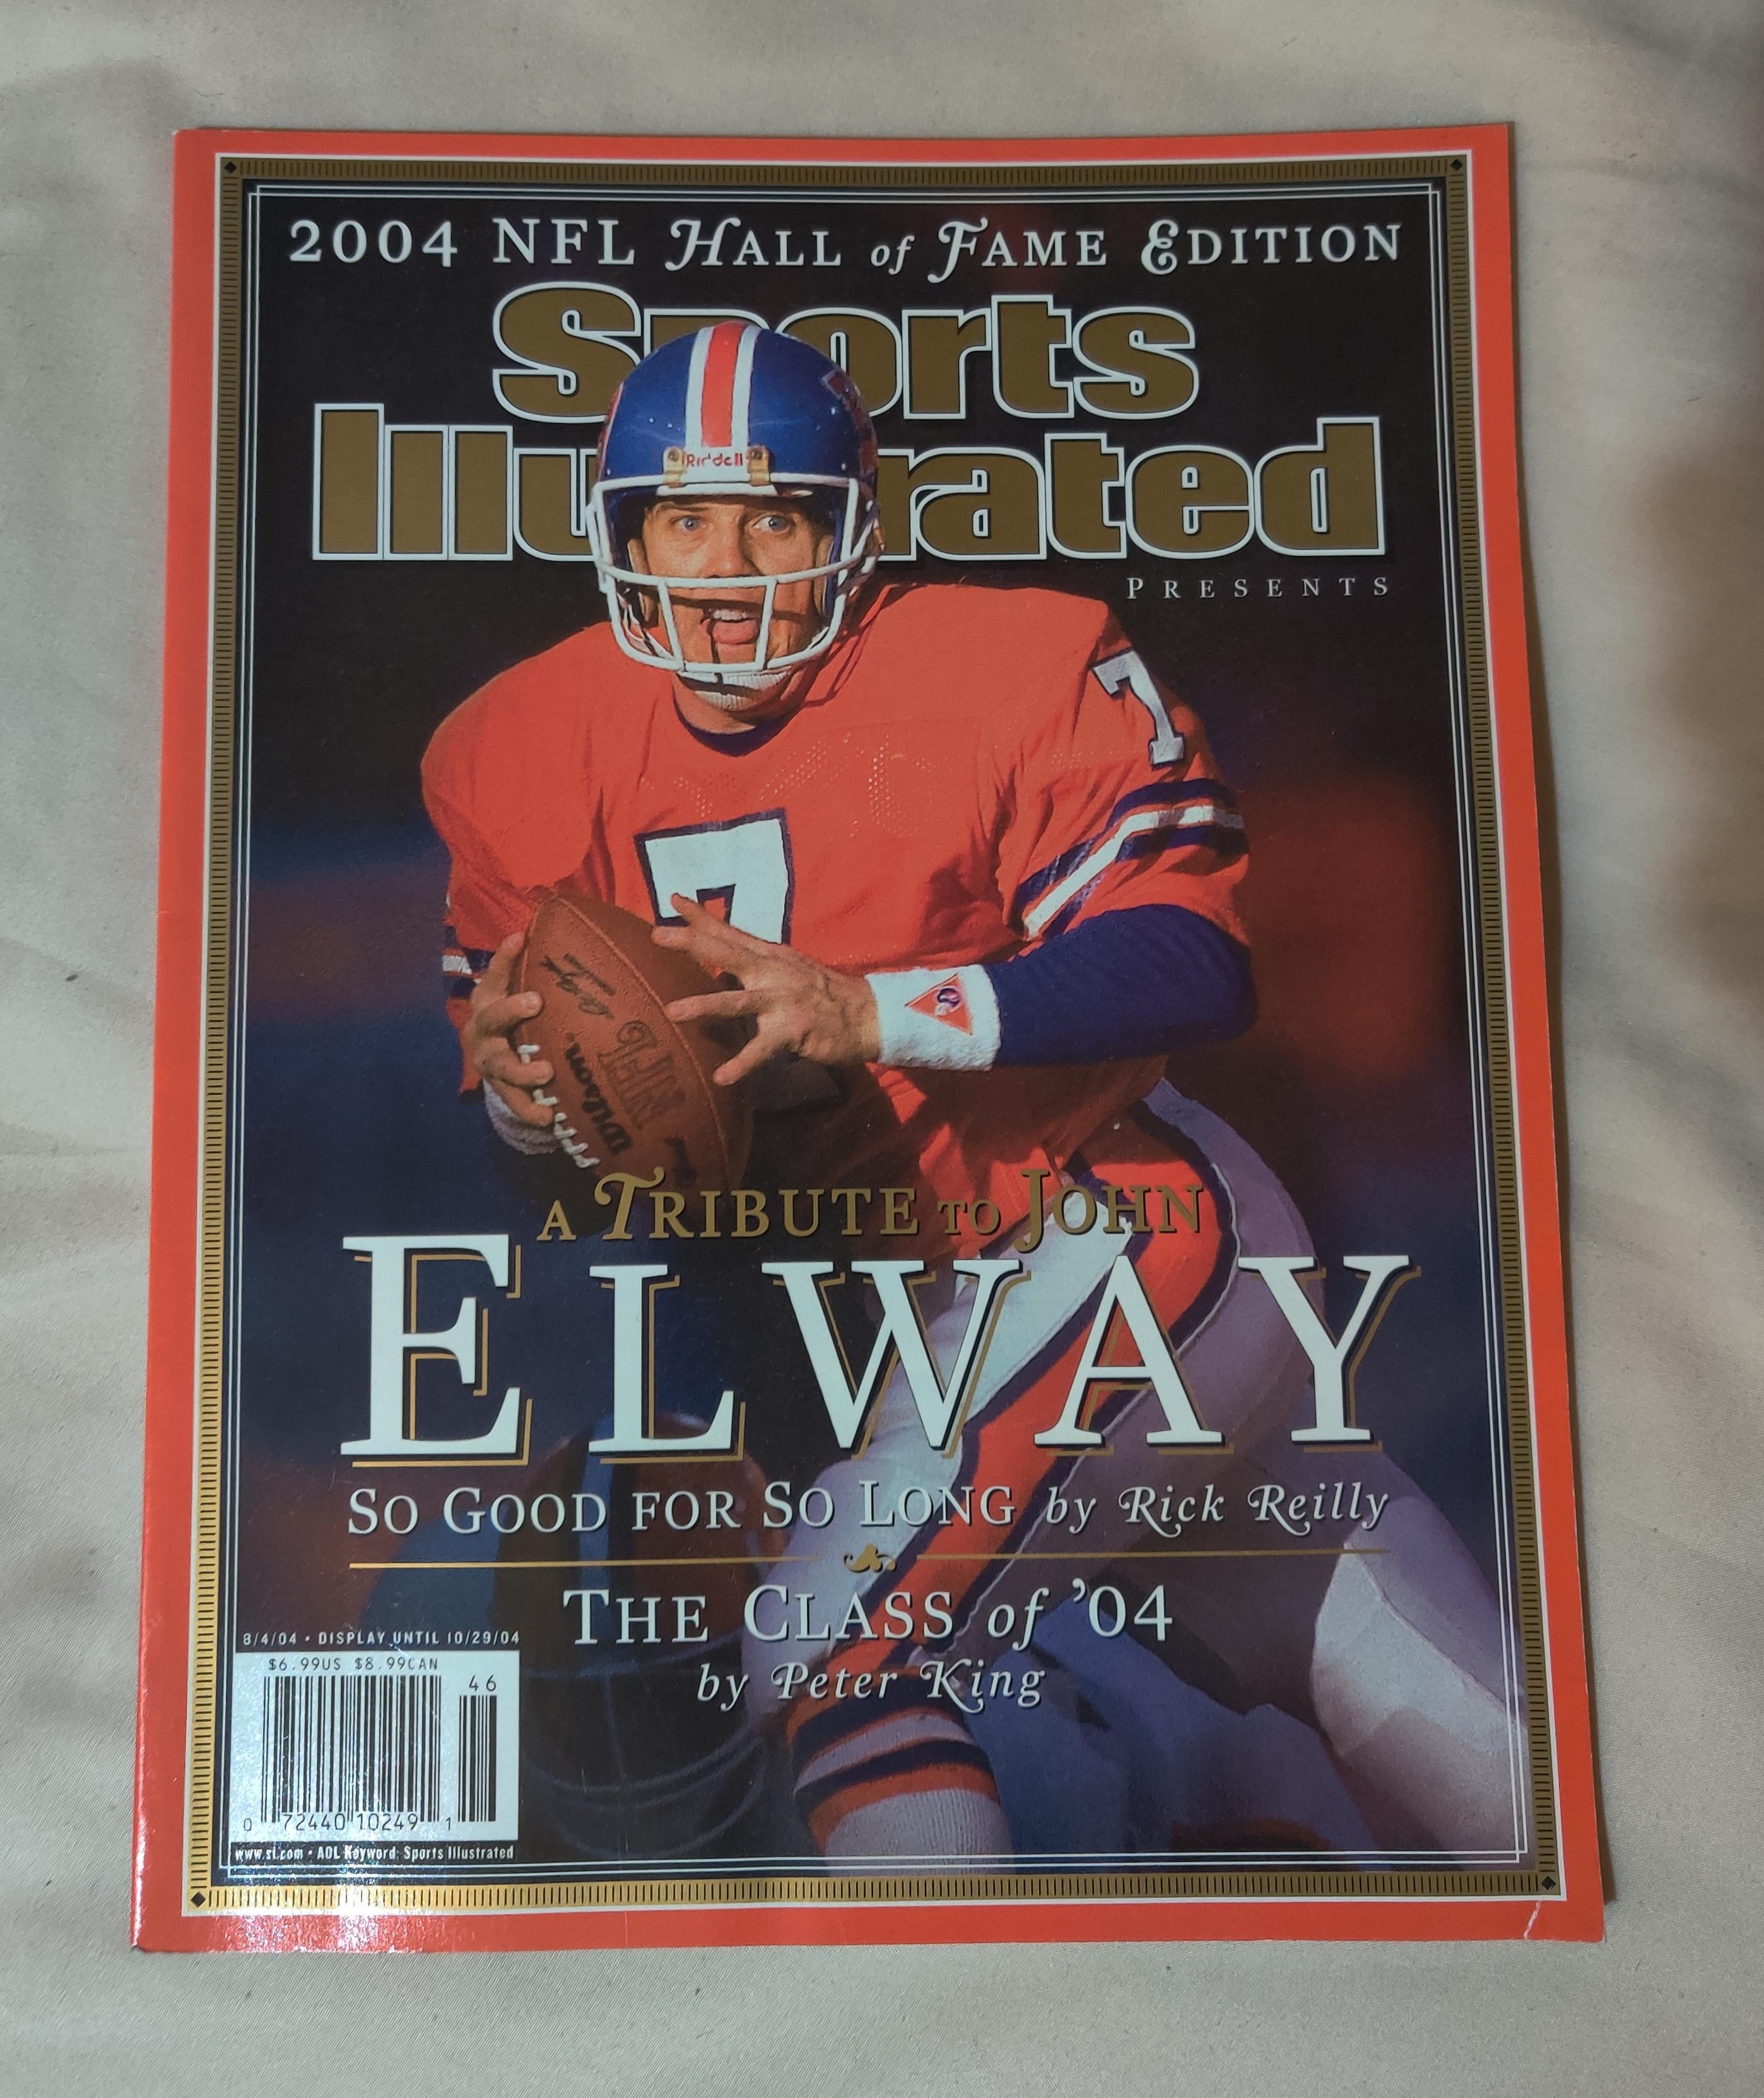 2004 NFL HALL of FAME EDITION
Sports
Illustrated
PRESENTS
Riddell
7
7
Wilson
NFL
A TRIBUTE TO JOHN
ELWAY
SO GOOD FOR SO LONG by Rick Reilly
THE CLASS of '04
by Peter King
8/4/04 • DISPLAY UNTIL 10/29/04
$6.99US $8.99CAN
46
0 72440 10249 1
www.si.com • AOL Keyword: Sports Illustrated